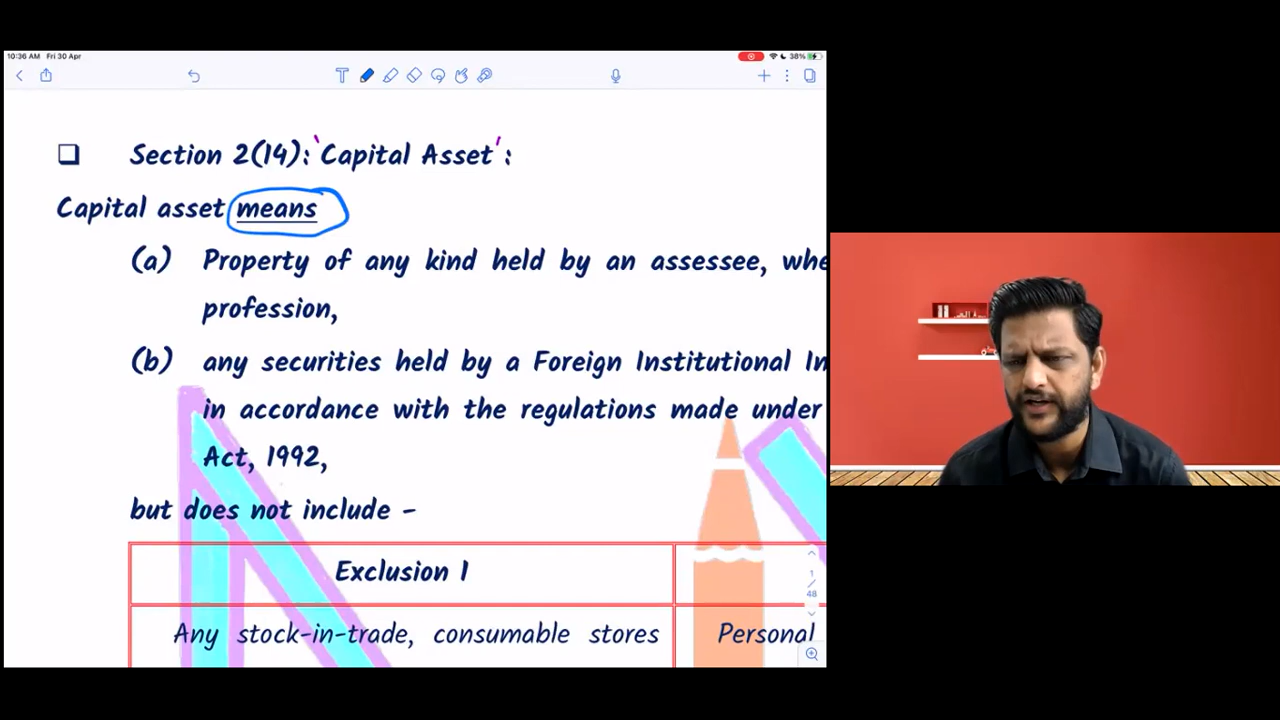 10:36 AM Fri 30 Apr
38%
Section 2(14): 'Capital Asset':
Capital asset means
(a) Property of any kind held by an assessee, whe
profession,
(b) any securities held by a Foreign Institutional In
in accordance with the regulations made under
Act, 1992,
but does not include -
Exclusion 1
Any stock-in-trade, consumable stores
Personal
1
/
48